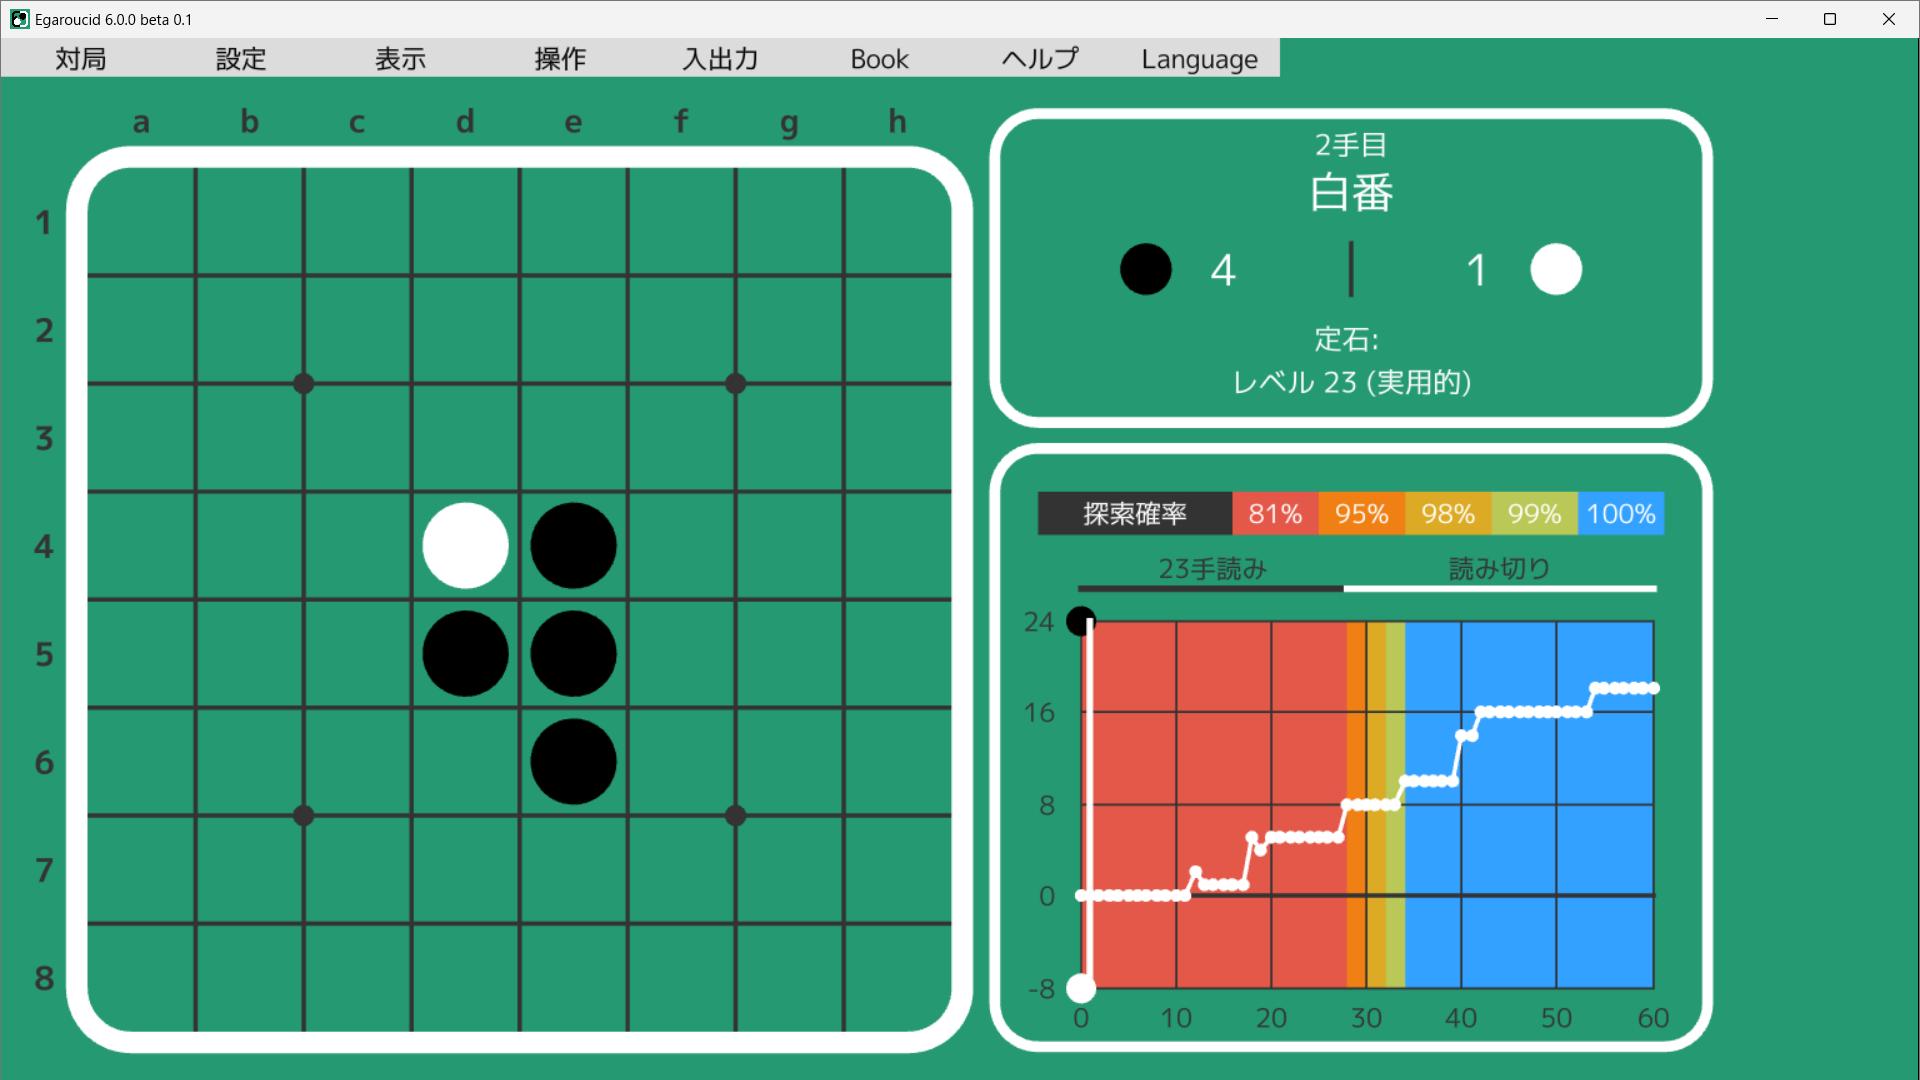 Egaroucid 6.0.0 beta 0.1
対局 設定 表示 操作 入出力 Book ヘルプ Language
a b c d e f g h
1
2
3
4
5
6
7
8
2手目
白番
4 1
定石:
レベル 23 (実用的)
探索確率 81% 95% 98% 99% 100%
23手読み 読み切り
24
16
8
0
-8
0 10 20 30 40 50 60